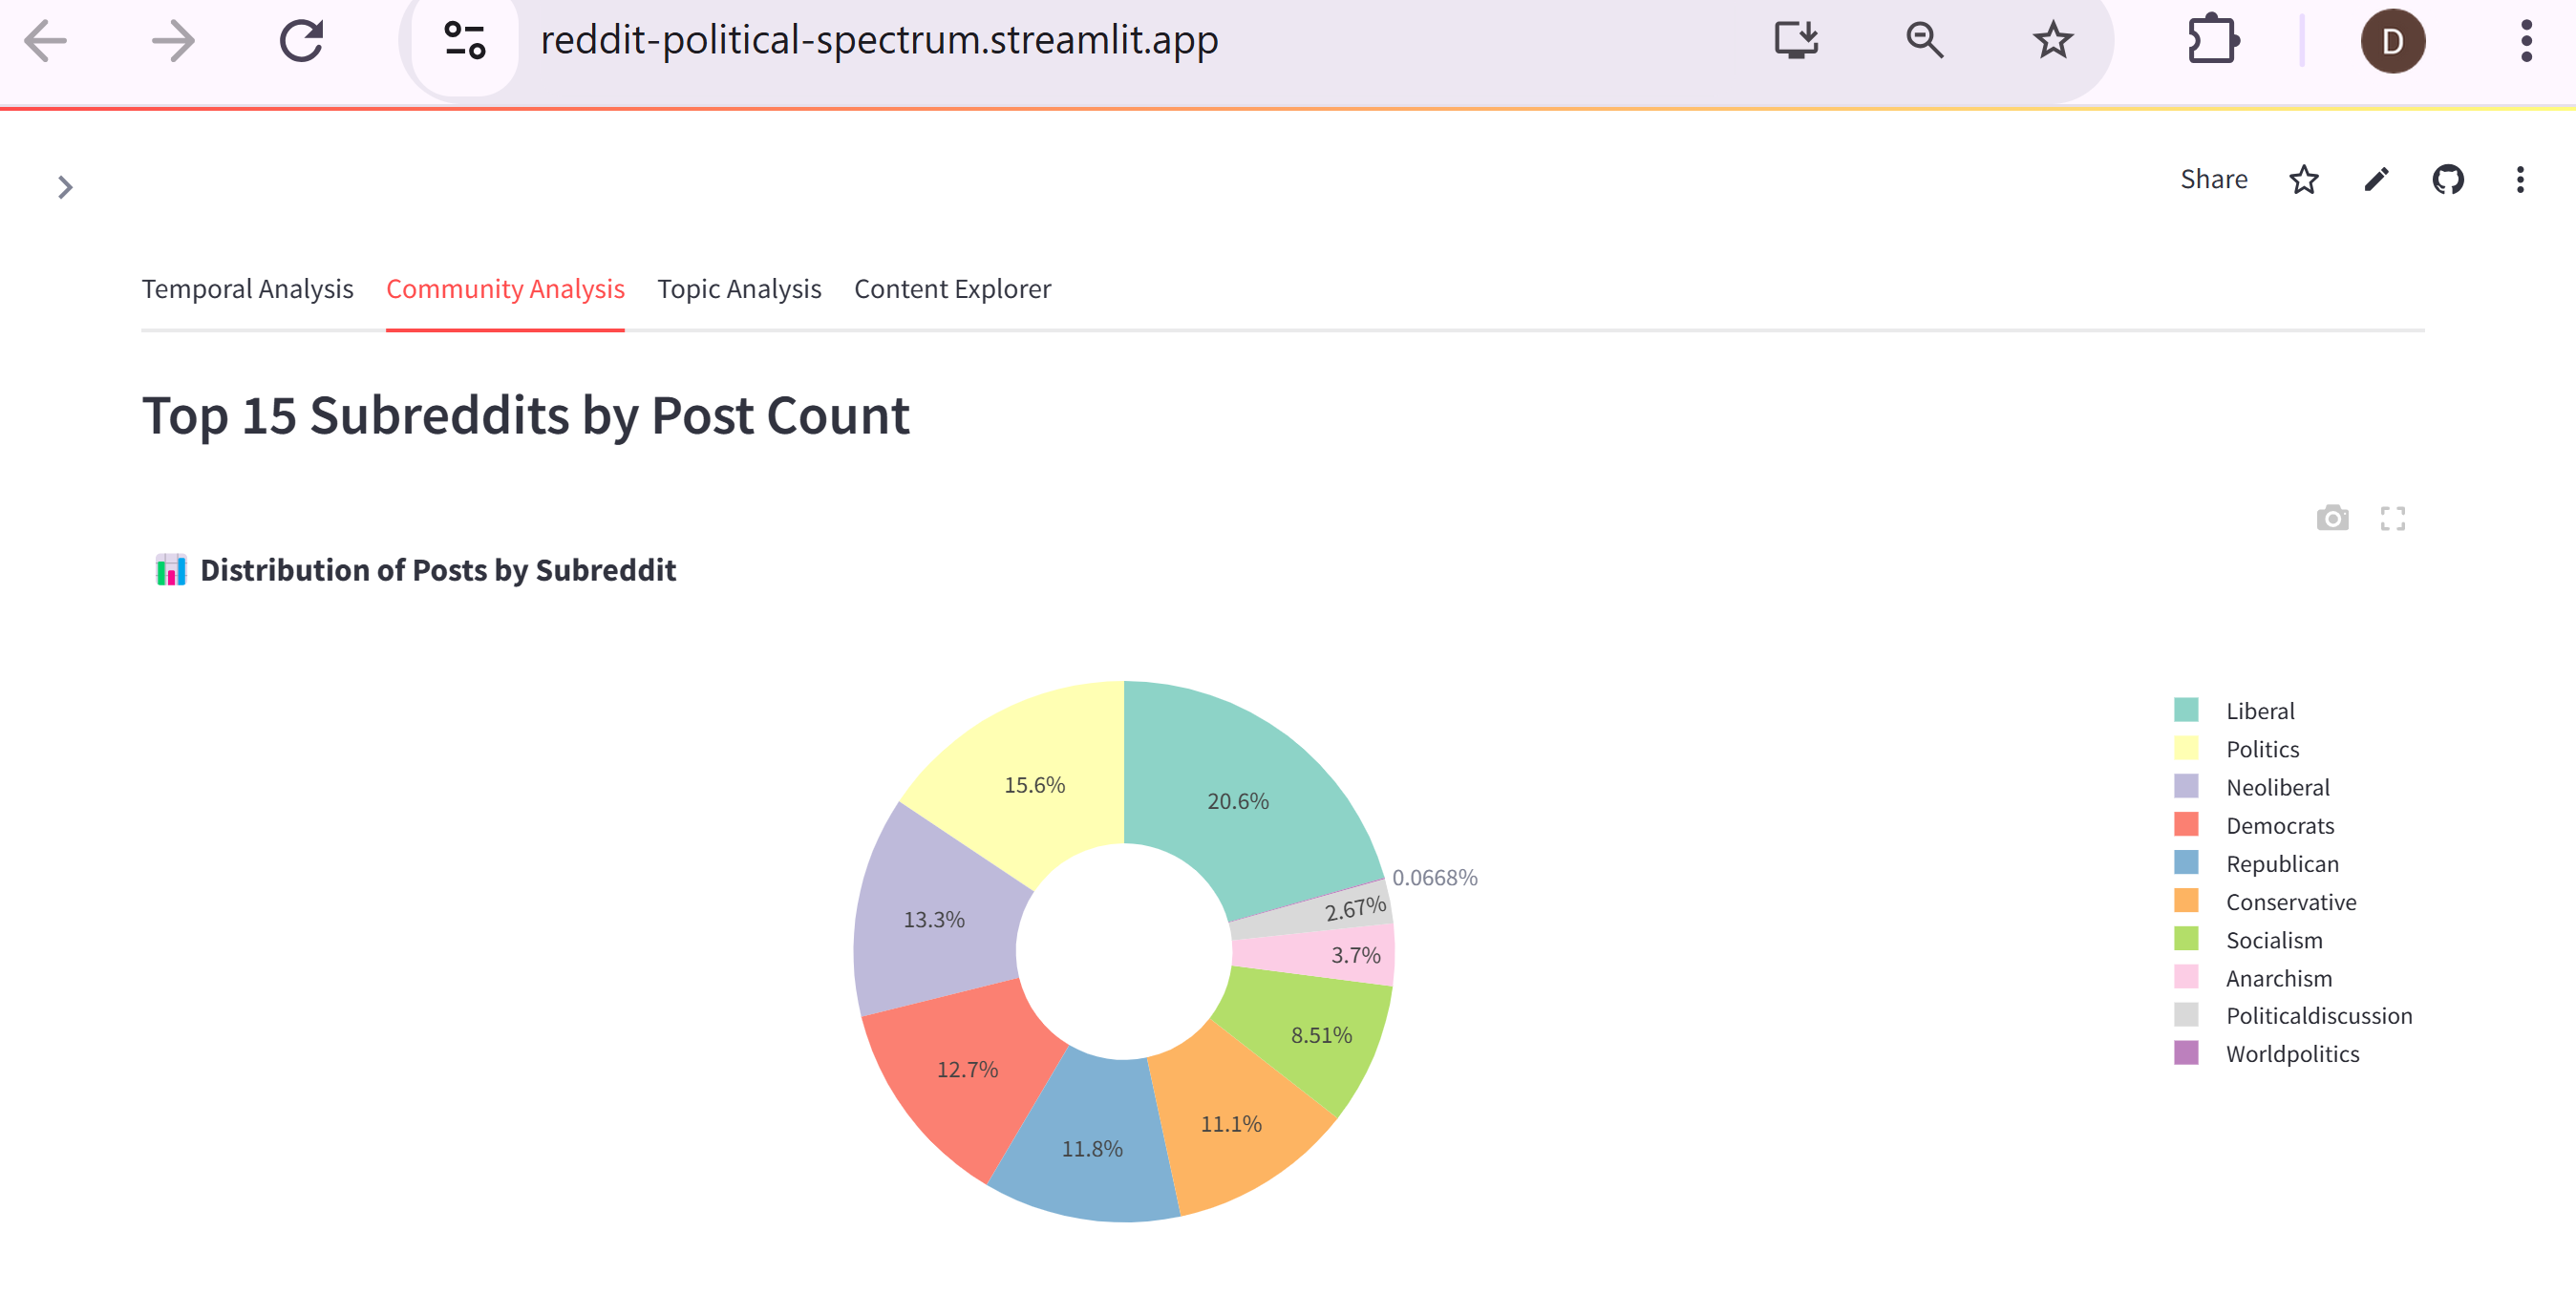 reddit-political-spectrum.streamlit.app
D
Share
Temporal Analysis Community Analysis Topic Analysis Content Explorer
Top 15 Subreddits by Post Count
Distribution of Posts by Subreddit
15.6%
20.6%
0.0668%
2.67%
13.3%
3.7%
8.51%
12.7%
11.1%
11.8%
Liberal
Politics
Neoliberal
Democrats
Republican
Conservative
Socialism
Anarchism
Politicaldiscussion
Worldpolitics